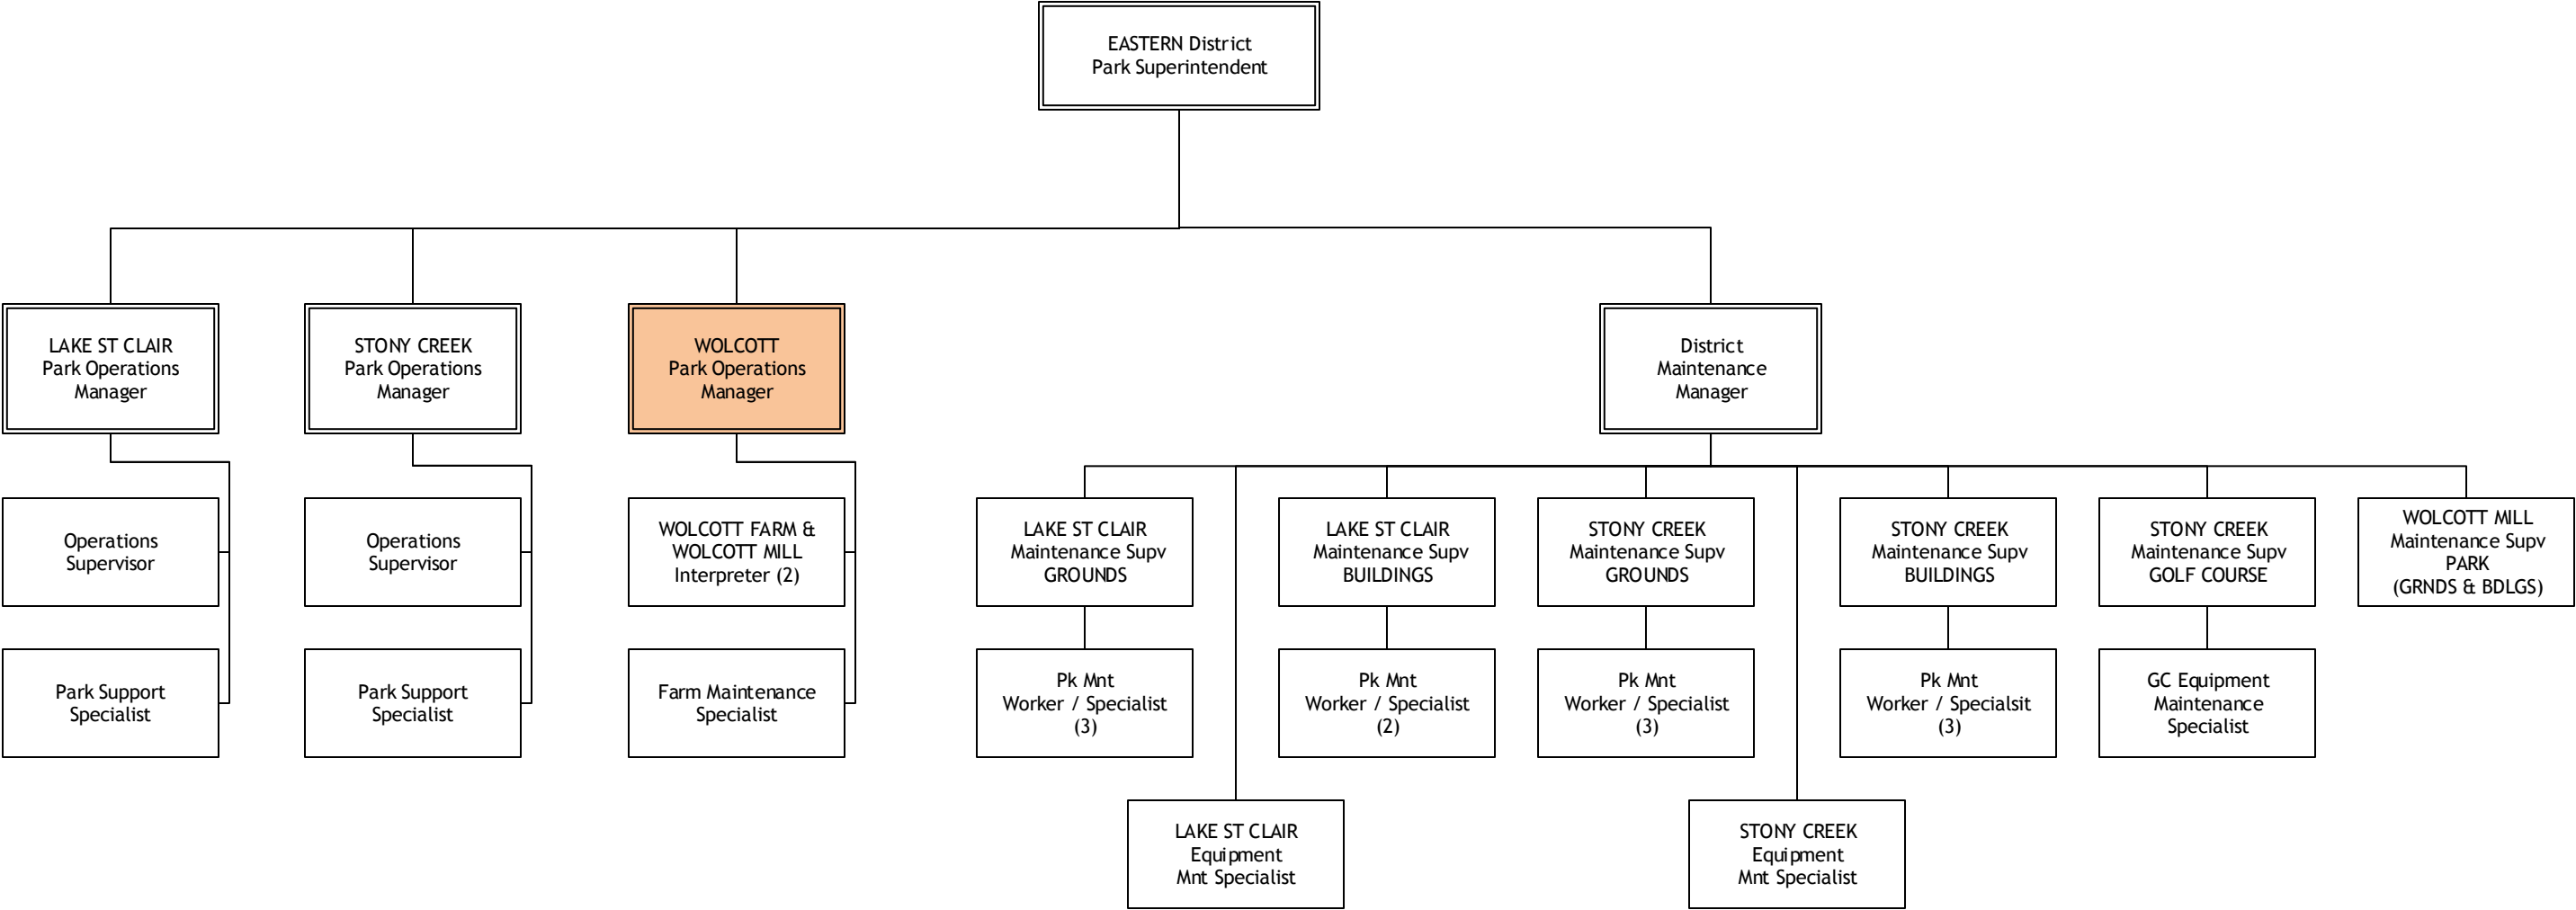 EASTERN District
Park Superintendent
LAKE ST CLAIR
Park Operations
Manager
STONY CREEK
Park Operations
Manager
WOLCOTT
Park Operations
Manager
District
Maintenance
Manager
Operations
Supervisor
Operations
Supervisor
WOLCOTT FARM &
WOLCOTT MILL
Interpreter (2)
LAKE ST CLAIR
Maintenance Supv
GROUNDS
LAKE ST CLAIR
Maintenance Supv
BUILDINGS
STONY CREEK
Maintenance Supv
GROUNDS
STONY CREEK
Maintenance Supv
BUILDINGS
STONY CREEK
Maintenance Supv
GOLF COURSE
WOLCOTT MILL
Maintenance Supv
PARK
(GRNDS & BDLGS)
Park Support
Specialist
Park Support
Specialist
Farm Maintenance
Specialist
Pk Mnt
Worker / Specialist
(3)
Pk Mnt
Worker / Specialist
(2)
Pk Mnt
Worker / Specialist
(3)
Pk Mnt
Worker / Specialsit
(3)
GC Equipment
Maintenance
Specialist
LAKE ST CLAIR
Equipment
Mnt Specialist
STONY CREEK
Equipment
Mnt Specialist